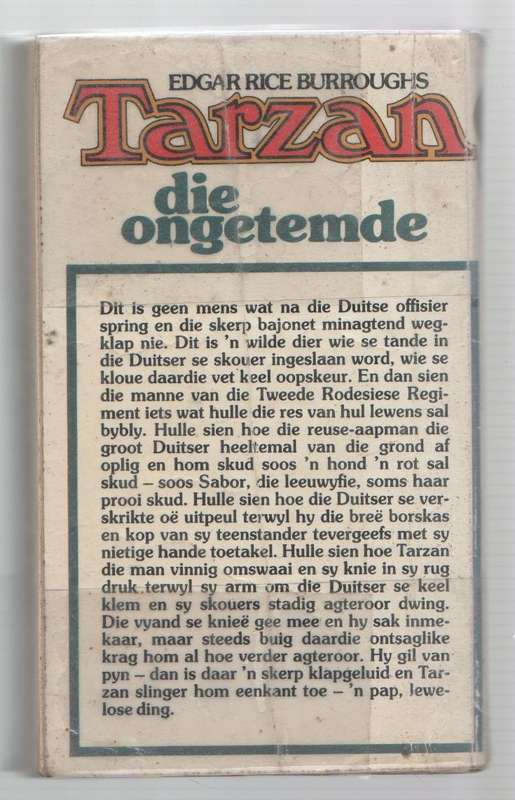 EDGAR RICE BURROUGHS
Tarzan
die
ongetemde
Dit is geen mens wat na die Duitse offisier
spring en die skerp bajonet minagtend weg-
klap nie. Dit is 'n wilde dier wie se tande in
die Duitser se skouer ingeslaan word, wie se
kloue daardie vet keel oopskeur. En dan sien
die manne van die Tweede Rodesiese Regi-
ment iets wat hulle die res van hul lewens sal
bybly. Hulle sien hoe die reuse-aapman die
groot Duitser heeltemal van die grond af
oplig en hom skud soos 'n hond 'n rot sal
skud – soos Sabor, die leeuwyfie, soms haar
prooi skud. Hulle sien hoe die Duitser se ver-
skrikte oë uitpeul terwyl hy die breë borskas
en kop van sy teenstander tevergeefs met sy
nietige hande toetakel. Hulle sien hoe Tarzan
die man vinnig omswaai en sy knie in sy rug
druk terwyl sy arm om die Duitser se keel
klem en sy skouers stadig agteroor dwing.
Die vyand se knieë gee mee en hy sak inme-
kaar, maar steeds buig daardie ontsaglike
krag hom al hoe verder agteroor. Hy gil van
pyn – dan is daar 'n skerp klapgeluid en Tar-
zan slinger hom eenkant toe – 'n pap, lewe-
lose ding.